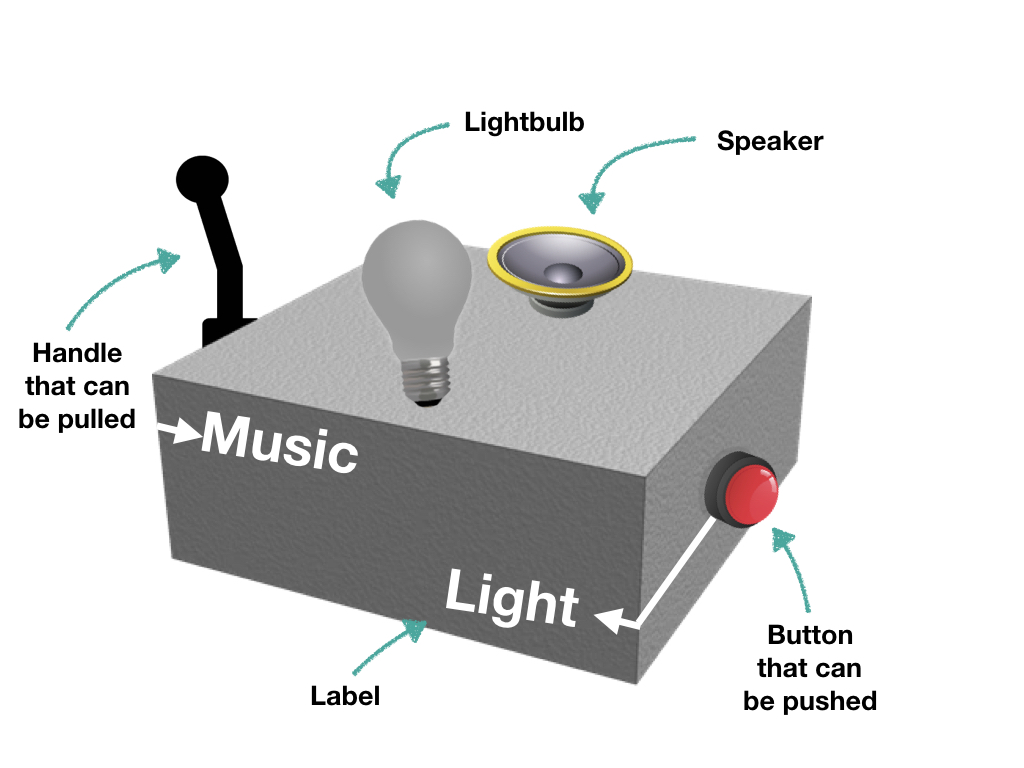 Lightbulb
Speaker
Handle
that can
be pulled
Music
Light
Label
Button
that can
be pushed